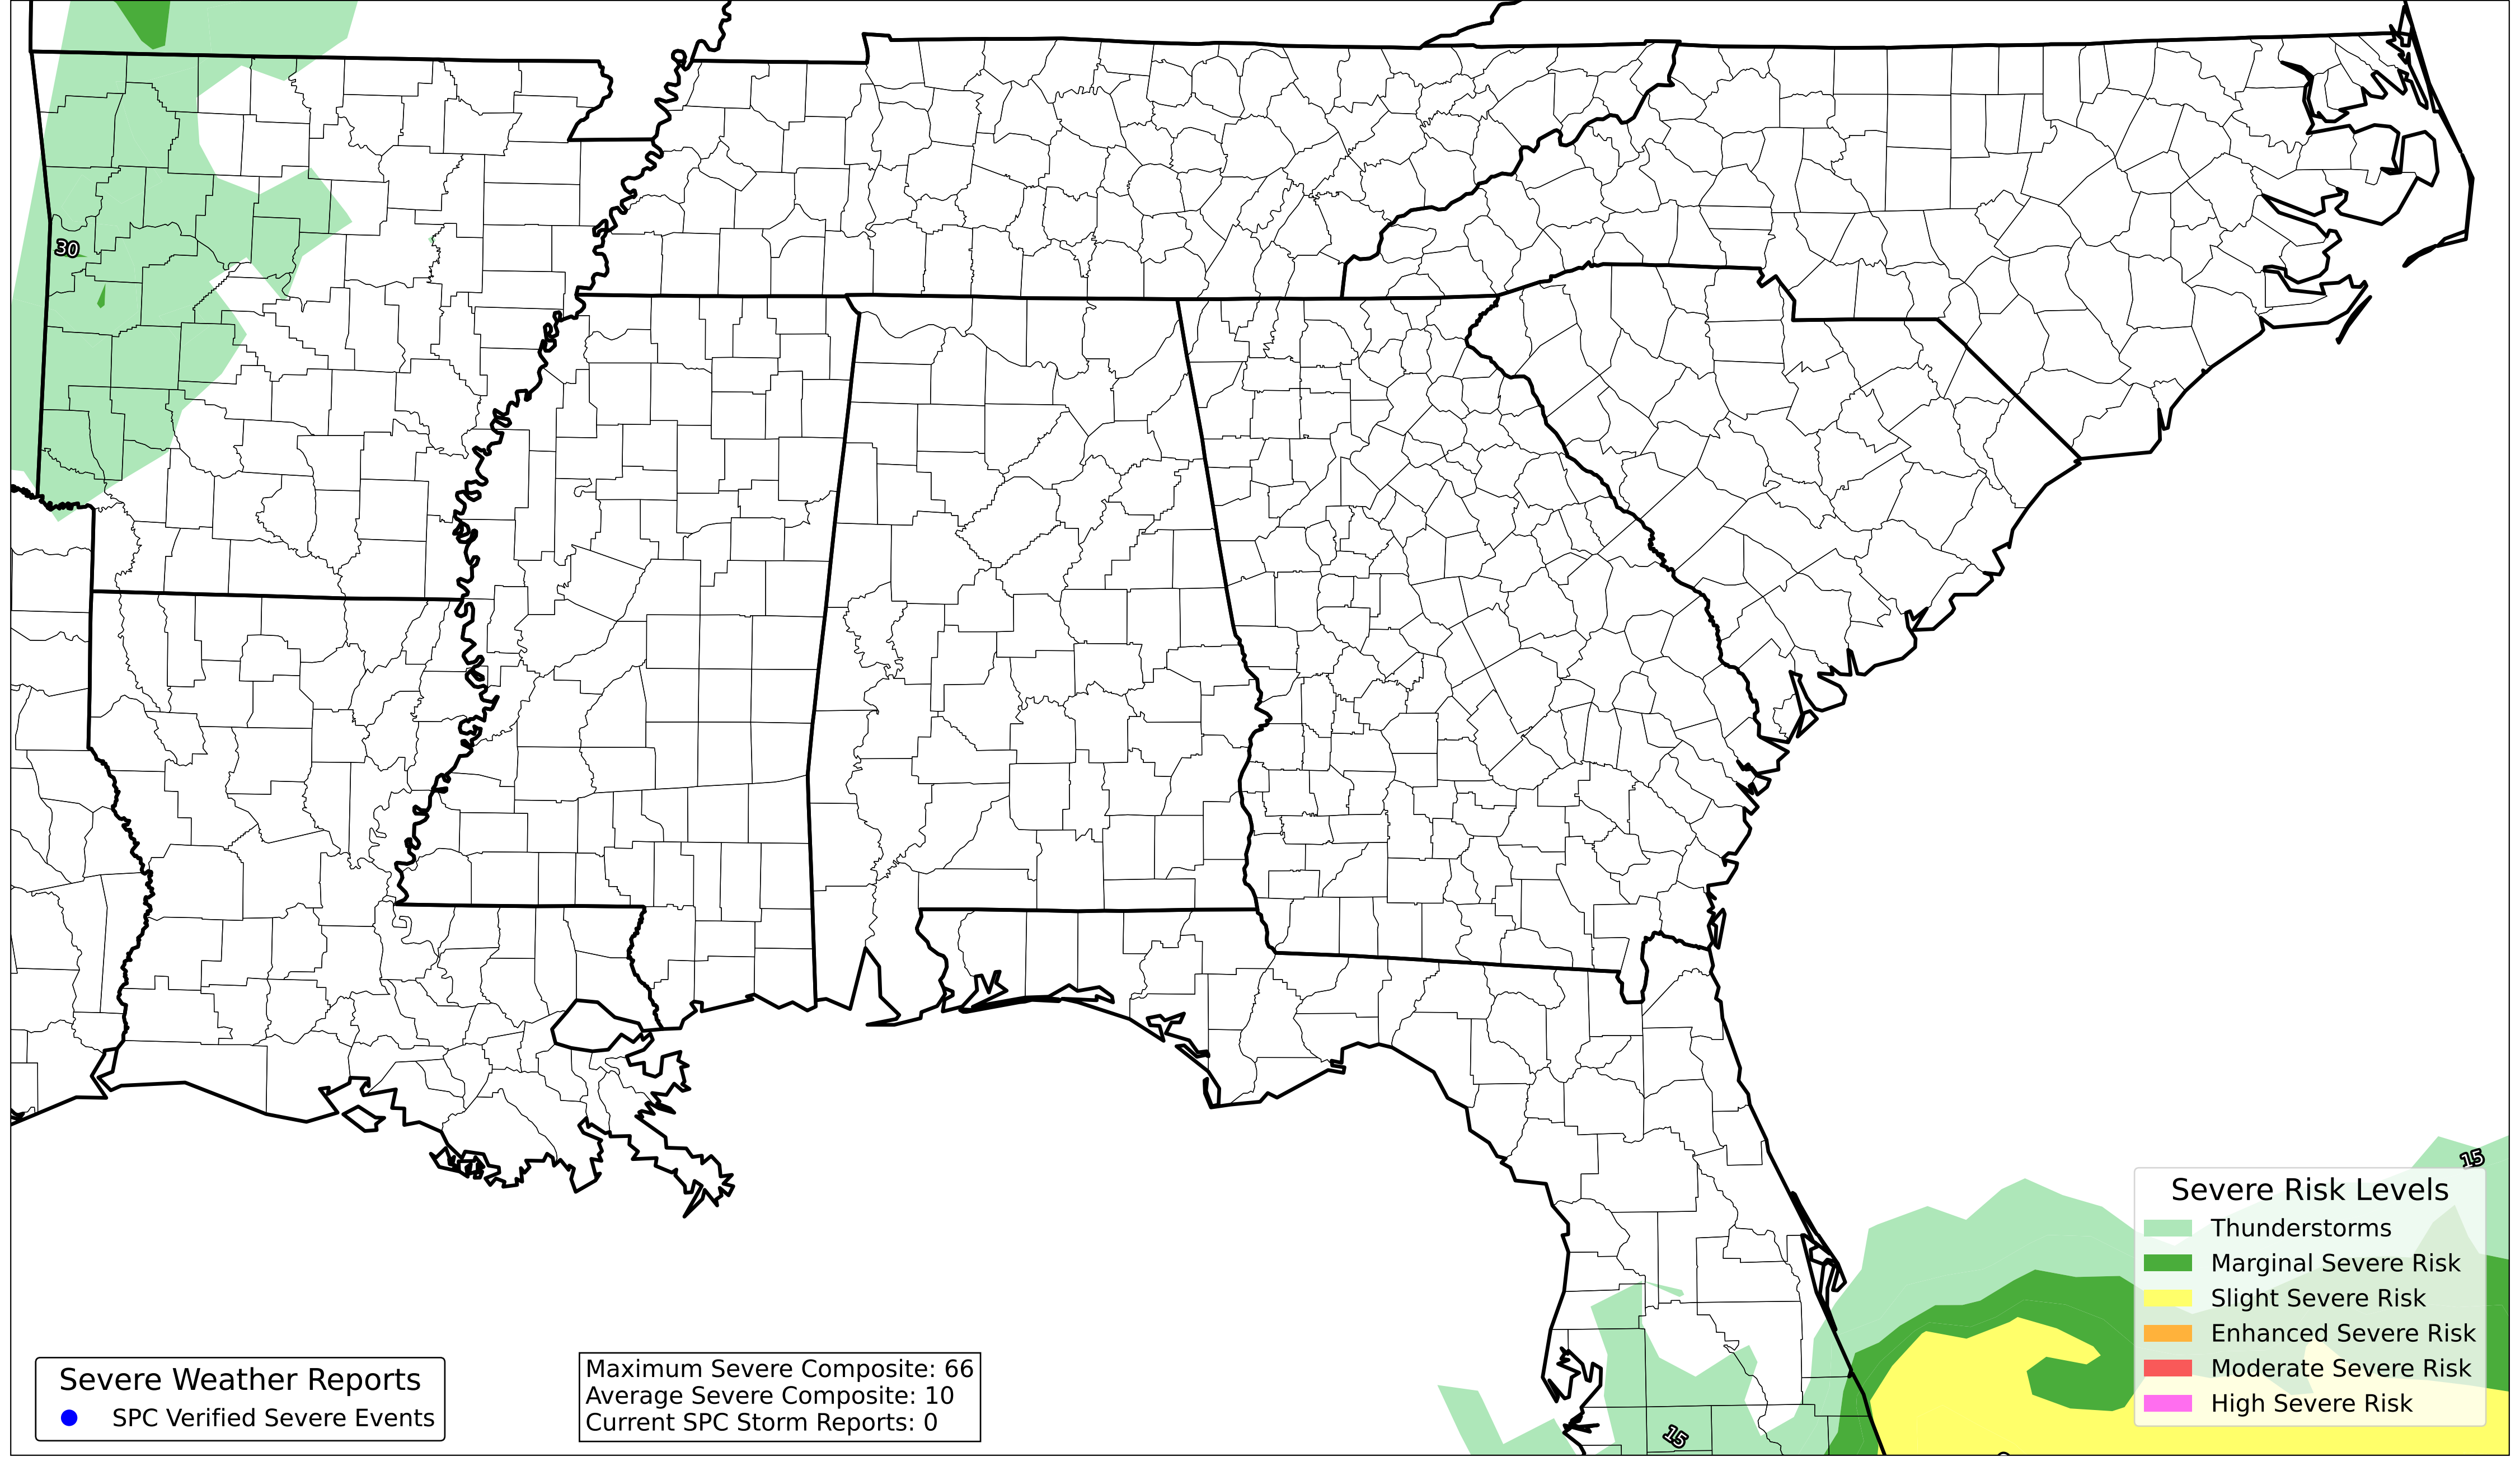 30
15
Severe Risk Levels
Thunderstorms
Marginal Severe Risk
Slight Severe Risk
Enhanced Severe Risk
Moderate Severe Risk
High Severe Risk
Severe Weather Reports
SPC Verified Severe Events
Maximum Severe Composite: 66
Average Severe Composite: 10
Current SPC Storm Reports: 0
15